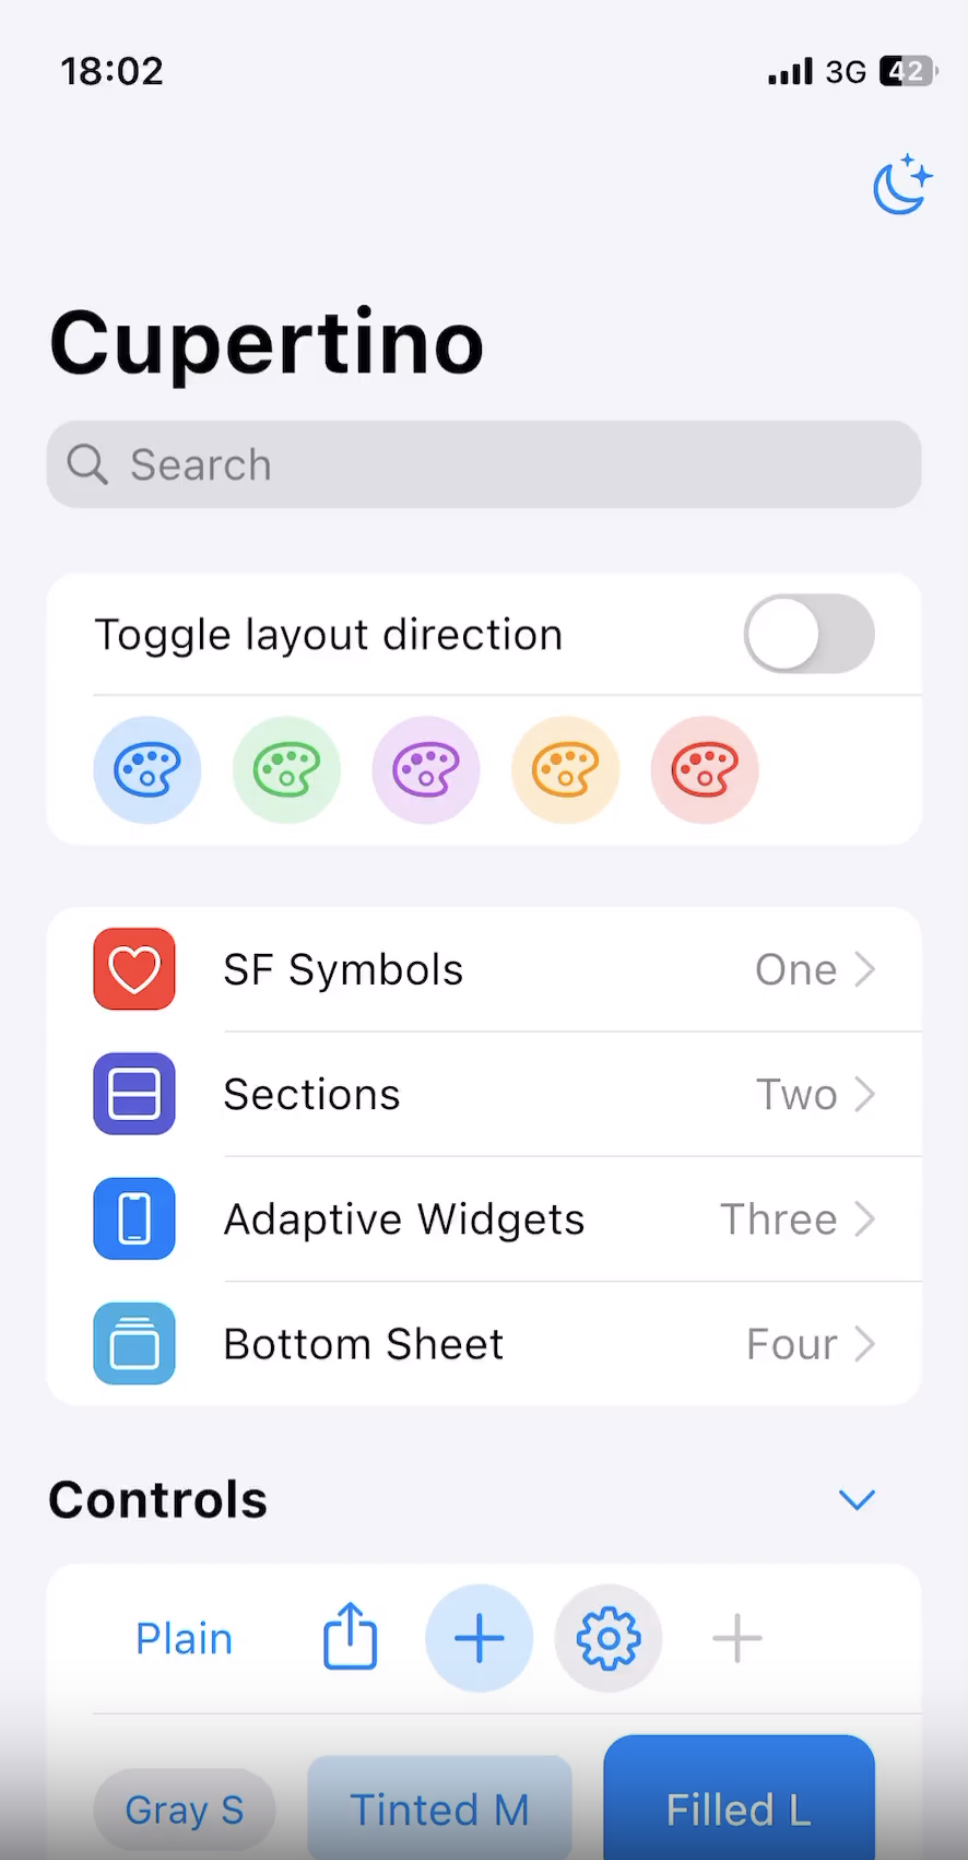 18:02 3G 42
Cupertino
Search
Toggle layout direction
SF Symbols One
Sections Two
Adaptive Widgets Three
Bottom Sheet Four
Controls
Plain
Gray S Tinted M Filled L